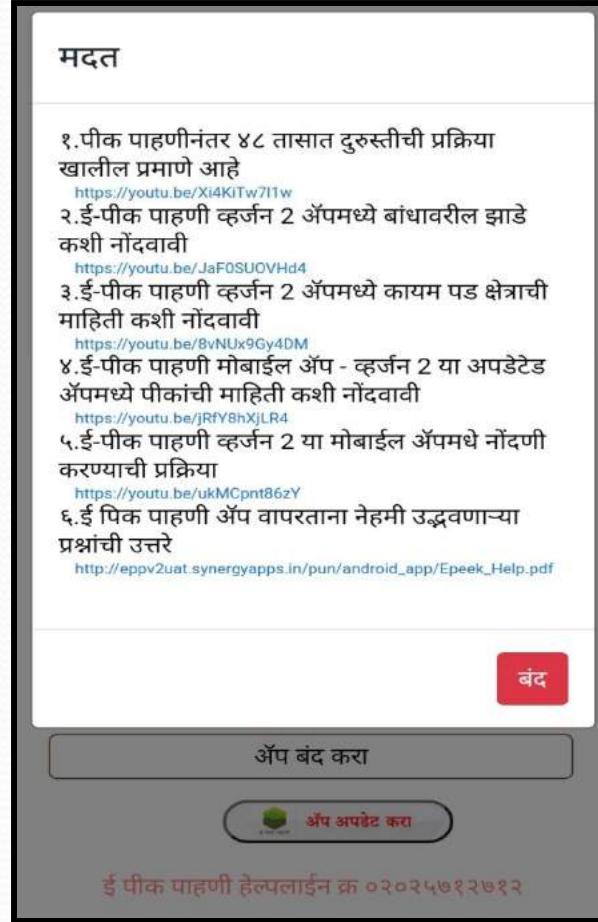 मदत
१.पीक पाहणीनंतर ४८ तासात दुरुस्तीची प्रक्रिया
खालील प्रमाणे आहे
https://youtu.be/Xi4KiTw7I1w
२.ई-पीक पाहणी व्हर्जन 2 ॲपमध्ये बांधावरील झाडे
कशी नोंदवावी
https://youtu.be/JaF0SUOVHd4
३.ई-पीक पाहणी व्हर्जन 2 ॲपमध्ये कायम पड क्षेत्राची
माहिती कशी नोंदवावी
https://youtu.be/8vNUx9Gy4DM
४.ई-पीक पाहणी मोबाईल ॲप - व्हर्जन 2 या अपडेटेड
ॲपमध्ये पीकांची माहिती कशी नोंदवावी
https://youtu.be/jRfY8hXjLR4
५.ई-पीक पाहणी व्हर्जन 2 या मोबाईल ॲपमधे नोंदणी
करण्याची प्रक्रिया
https://youtu.be/ukMCpnt86zY
६.ई पिक पाहणी ॲप वापरताना नेहमी उद्भवणाऱ्या
प्रश्नांची उत्तरे
http://eppv2uat.synergyapps.in/pun/android_app/Epeek_Help.pdf
बंद
ॲप बंद करा
ॲप अपडेट करा
ई पीक पाहणी हेल्पलाईन क्र ०२०२५७१२७१२